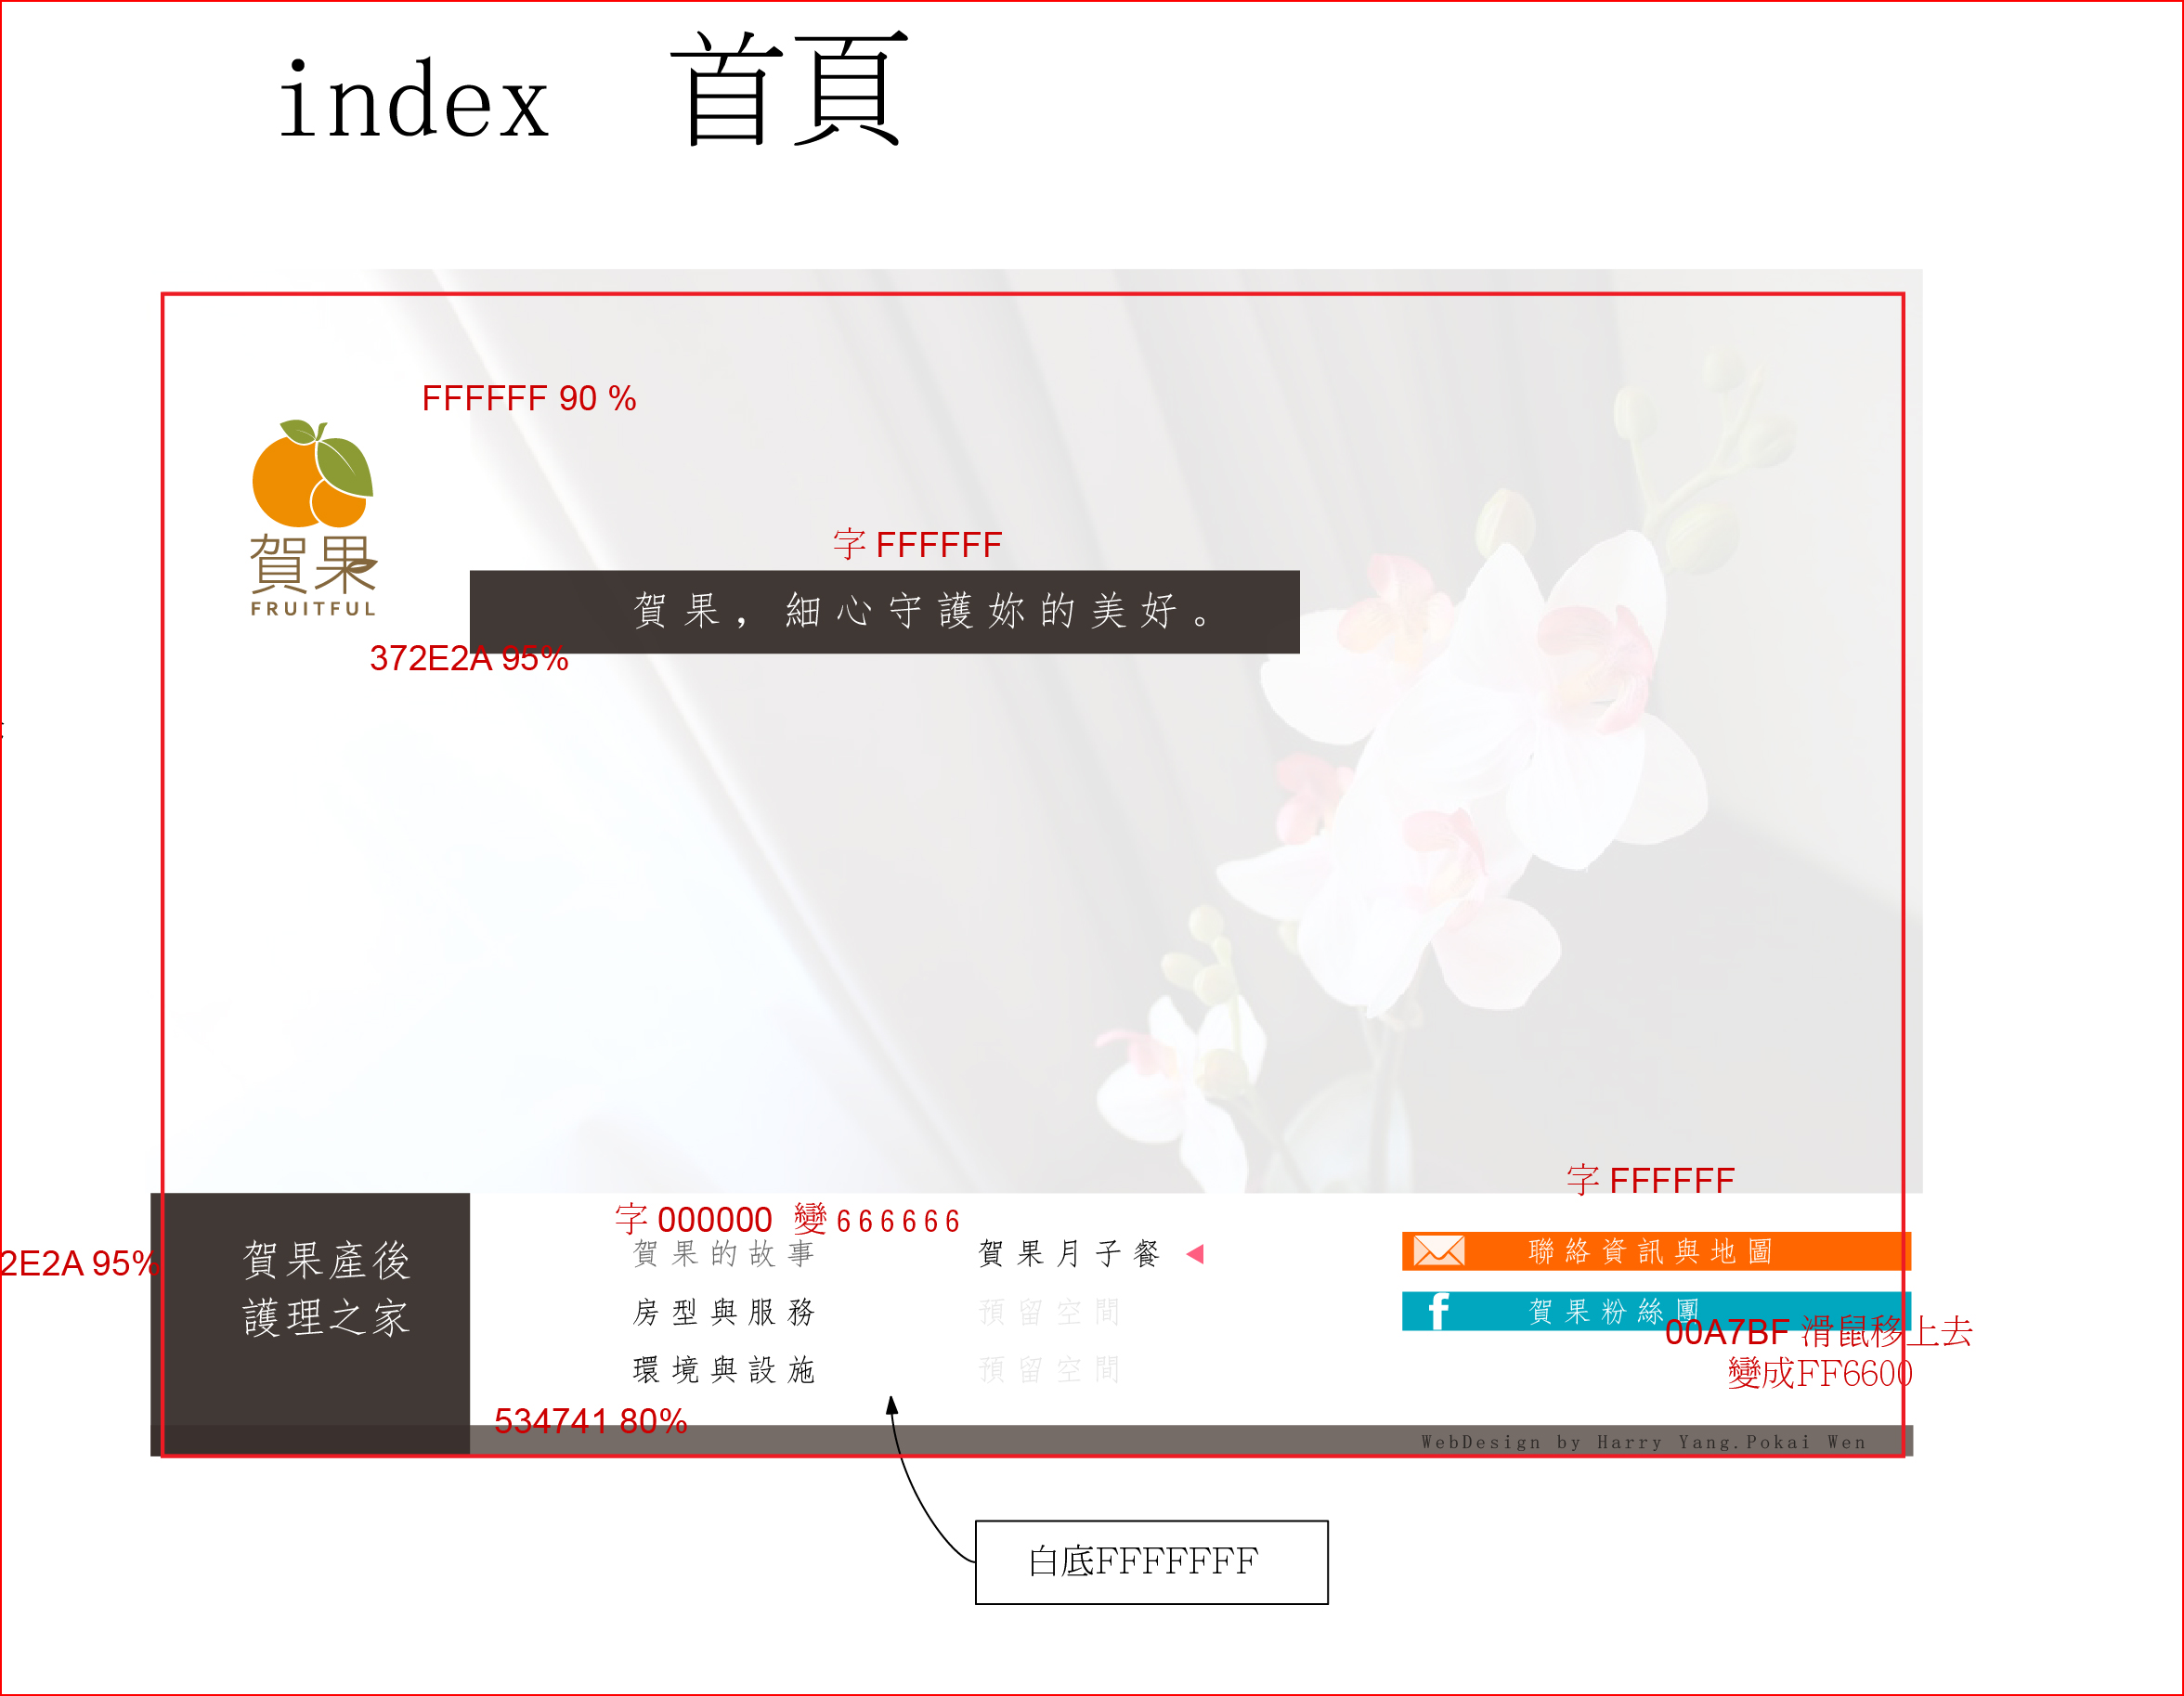 index 首頁
FFFFFF 90 %
賀果
FRUITFUL
字 FFFFFF
賀果，細心守護妳的美好。
372E2A 95%
字 FFFFFF
字 000000 變 666666
賀果的故事 賀果月子餐
聯絡資訊與地圖
2E2A 95%
賀果產後
護理之家
房型與服務 預留空間
賀果粉絲團
00A7BF 滑鼠移上去
變成FF6600
環境與設施 預留空間
534741 80%
WebDesign by Harry Yang.Pokai Wen
白底FFFFFFF